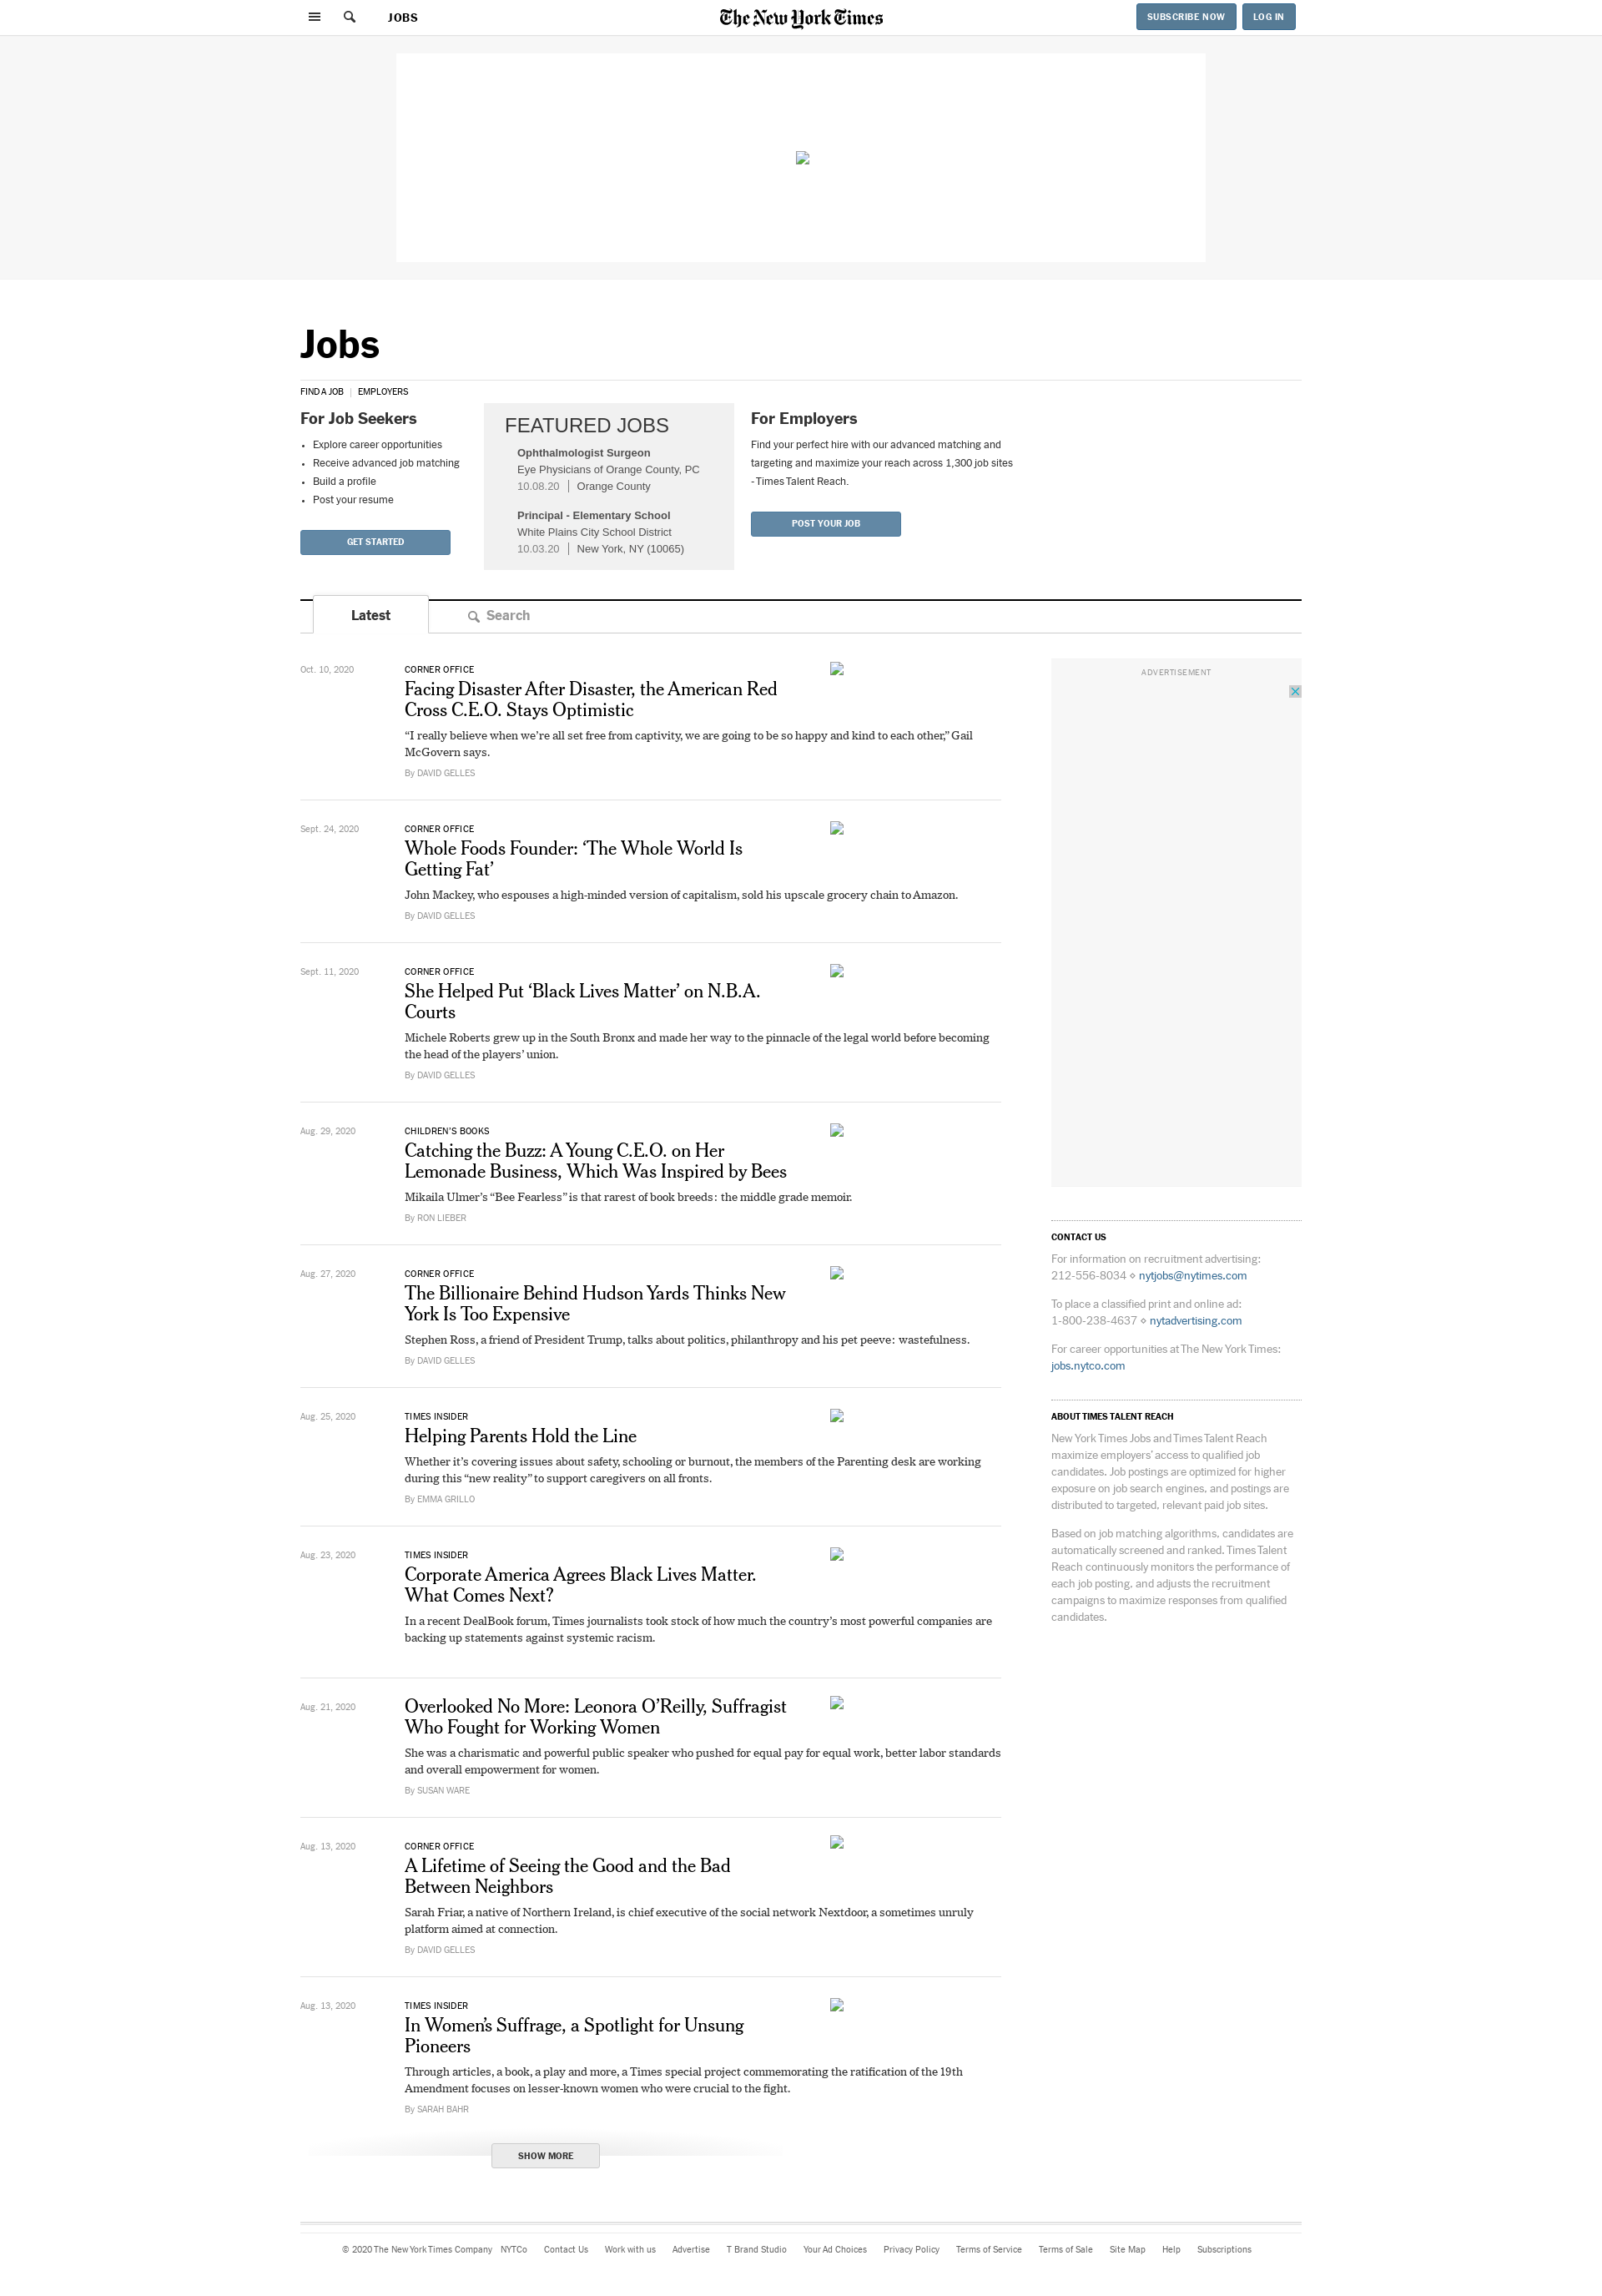 JOBS
The New York Times
SUBSCRIBE NOW
LOG IN
Jobs
FIND A JOB | EMPLOYERS
For Job Seekers
• Explore career opportunities
• Receive advanced job matching
• Build a profile
• Post your resume
GET STARTED
FEATURED JOBS
Ophthalmologist Surgeon
Eye Physicians of Orange County, PC
10.08.20 | Orange County
Principal - Elementary School
White Plains City School District
10.03.20 | New York, NY (10065)
For Employers
Find your perfect hire with our advanced matching and
targeting and maximize your reach across 1,300 job sites
- Times Talent Reach.
POST YOUR JOB
Latest
Search
Oct. 10, 2020
CORNER OFFICE
Facing Disaster After Disaster, the American Red
Cross C.E.O. Stays Optimistic
“I really believe when we’re all set free from captivity, we are going to be so happy and kind to each other,” Gail
McGovern says.
By DAVID GELLES
Sept. 24, 2020
CORNER OFFICE
Whole Foods Founder: ‘The Whole World Is
Getting Fat’
John Mackey, who espouses a high-minded version of capitalism, sold his upscale grocery chain to Amazon.
By DAVID GELLES
Sept. 11, 2020
CORNER OFFICE
She Helped Put ‘Black Lives Matter’ on N.B.A.
Courts
Michele Roberts grew up in the South Bronx and made her way to the pinnacle of the legal world before becoming
the head of the players’ union.
By DAVID GELLES
Aug. 29, 2020
CHILDREN’S BOOKS
Catching the Buzz: A Young C.E.O. on Her
Lemonade Business, Which Was Inspired by Bees
Mikaila Ulmer’s “Bee Fearless” is that rarest of book breeds: the middle grade memoir.
By RON LIEBER
Aug. 27, 2020
CORNER OFFICE
The Billionaire Behind Hudson Yards Thinks New
York Is Too Expensive
Stephen Ross, a friend of President Trump, talks about politics, philanthropy and his pet peeve: wastefulness.
By DAVID GELLES
Aug. 25, 2020
TIMES INSIDER
Helping Parents Hold the Line
Whether it’s covering issues about safety, schooling or burnout, the members of the Parenting desk are working
during this “new reality” to support caregivers on all fronts.
By EMMA GRILLO
Aug. 23, 2020
TIMES INSIDER
Corporate America Agrees Black Lives Matter.
What Comes Next?
In a recent DealBook forum, Times journalists took stock of how much the country’s most powerful companies are
backing up statements against systemic racism.
Aug. 21, 2020
Overlooked No More: Leonora O’Reilly, Suffragist
Who Fought for Working Women
She was a charismatic and powerful public speaker who pushed for equal pay for equal work, better labor standards
and overall empowerment for women.
By SUSAN WARE
Aug. 13, 2020
CORNER OFFICE
A Lifetime of Seeing the Good and the Bad
Between Neighbors
Sarah Friar, a native of Northern Ireland, is chief executive of the social network Nextdoor, a sometimes unruly
platform aimed at connection.
By DAVID GELLES
Aug. 13, 2020
TIMES INSIDER
In Women’s Suffrage, a Spotlight for Unsung
Pioneers
Through articles, a book, a play and more, a Times special project commemorating the ratification of the 19th
Amendment focuses on lesser-known women who were crucial to the fight.
By SARAH BAHR
SHOW MORE
ADVERTISEMENT
CONTACT US
For information on recruitment advertising:
212-556-8034 ⋄ nytjobs@nytimes.com
To place a classified print and online ad:
1-800-238-4637 ⋄ nytadvertising.com
For career opportunities at The New York Times:
jobs.nytco.com
ABOUT TIMES TALENT REACH
New York Times Jobs and Times Talent Reach
maximize employers’ access to qualified job
candidates. Job postings are optimized for higher
exposure on job search engines, and postings are
distributed to targeted, relevant paid job sites.
Based on job matching algorithms, candidates are
automatically screened and ranked. Times Talent
Reach continuously monitors the performance of
each job posting, and adjusts the recruitment
campaigns to maximize responses from qualified
candidates.
© 2020 The New York Times Company NYTCo Contact Us Work with us Advertise T Brand Studio Your Ad Choices Privacy Policy Terms of Service Terms of Sale Site Map Help Subscriptions